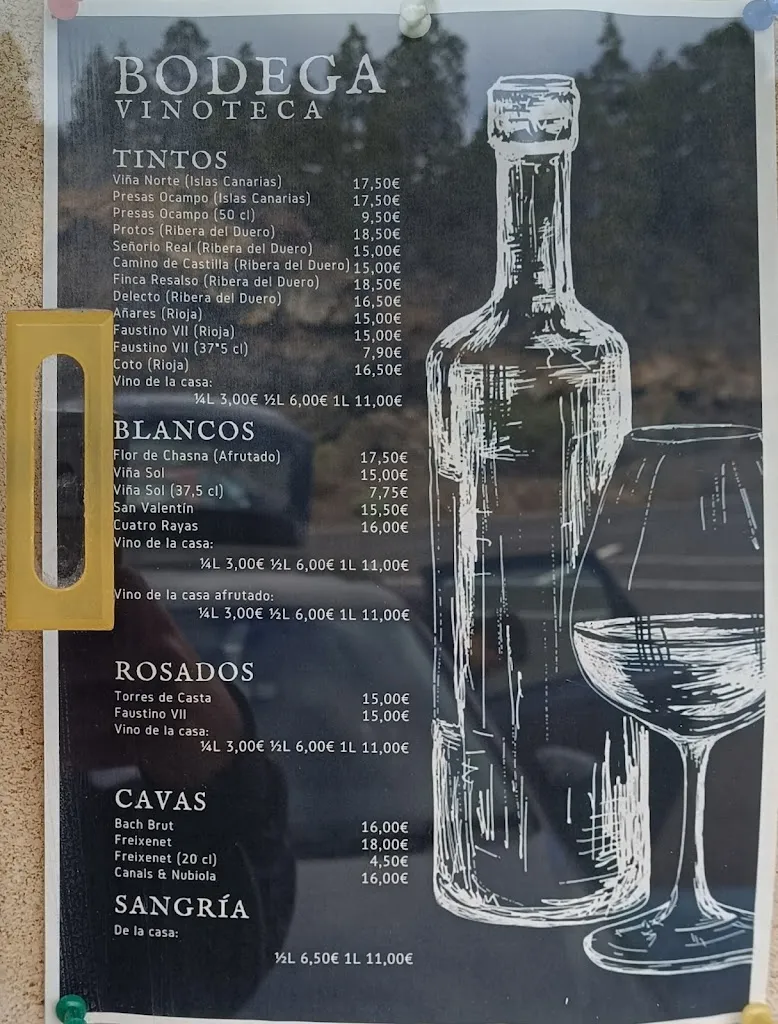 BODEGA
VINOTECA
TINTOS
Viña Norte (Islas Canarias) 17,50€
Presas Ocampo (Islas Canarias) 17,50€
Presas Ocampo (50 cl) 9,50€
Protos (Ribera del Duero) 18,50€
Señorio Real (Ribera del Duero) 15,00€
Camino de Castilla (Ribera del Duero) 15,00€
Finca Resalso (Ribera del Duero) 18,50€
Delecto (Ribera del Duero) 16,50€
Añares (Rioja) 15,00€
Faustino VII (Rioja) 15,00€
Faustino VII (37"5 cl) 7,90€
Coto (Rioja) 16,50€
Vino de la casa:
¼L 3,00€ ½L 6,00€ 1L 11,00€
BLANCOS
Flor de Chasna (Afrutado) 17,50€
Viña Sol 15,00€
Viña Sol (37,5 cl) 7,75€
San Valentín 15,50€
Cuatro Rayas 16,00€
Vino de la casa:
¼L 3,00€ ½L 6,00€ 1L 11,00€
Vino de la casa afrutado:
¼L 3,00€ ½L 6,00€ 1L 11,00€
ROSADOS
Torres de Casta 15,00€
Faustino VII 15,00€
Vino de la casa:
¼L 3,00€ ½L 6,00€ 1L 11,00€
CAVAS
Bach Brut 16,00€
Freixenet 18,00€
Freixenet (20 cl) 4,50€
Canals & Nubiola 16,00€
SANGRÍA
De la casa:
½L 6,50€ 1L 11,00€